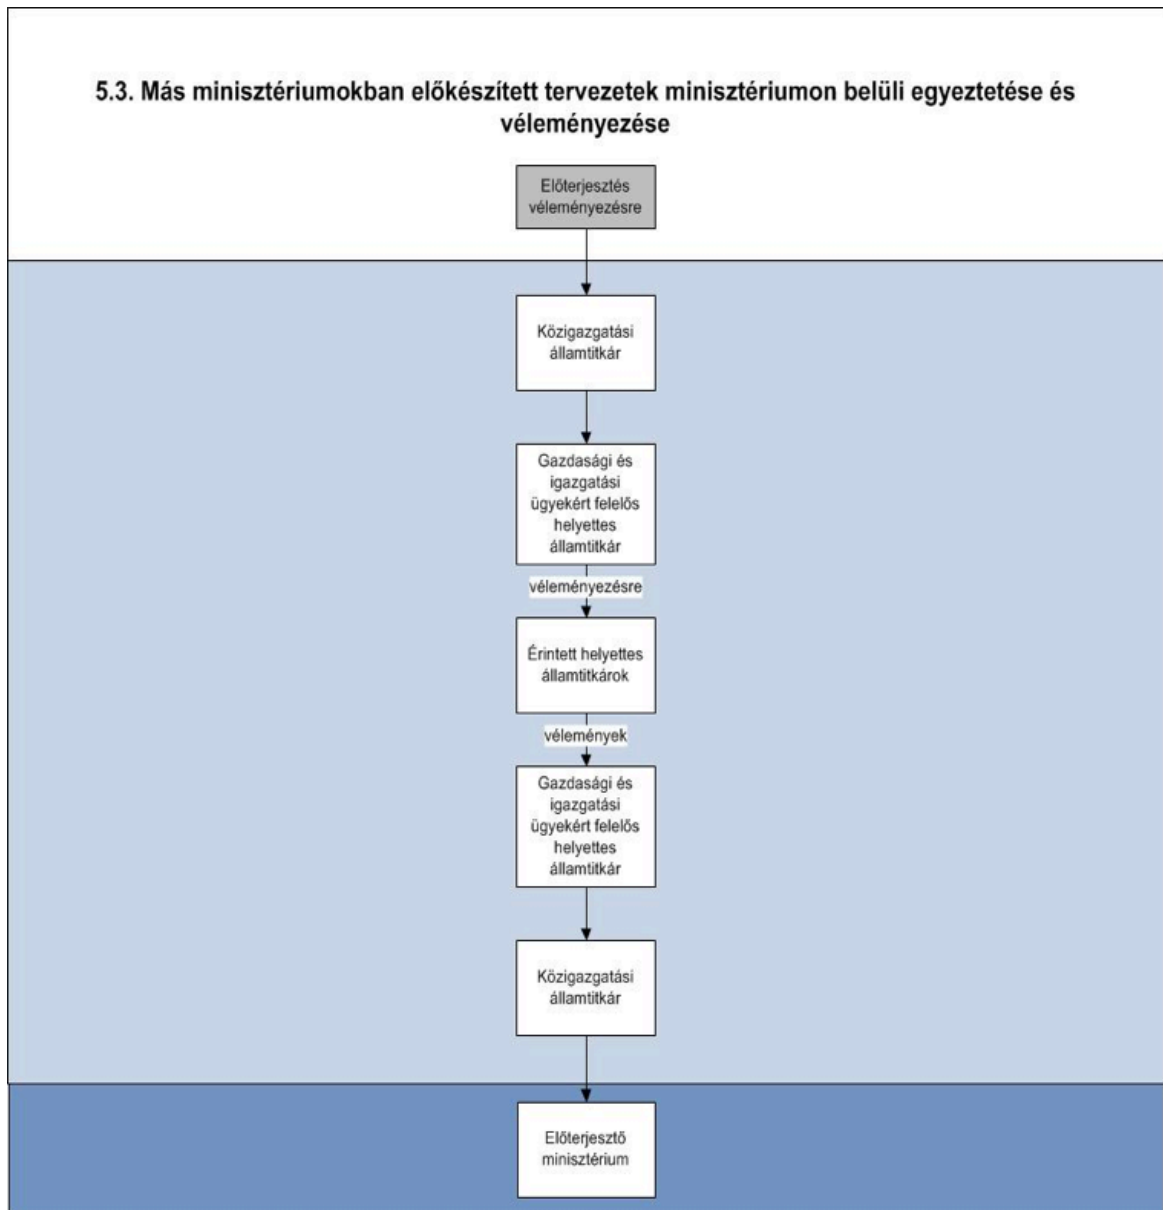 5.3. Más minisztériumokban előkészített tervezetek minisztériumon belüli egyeztetése és
véleményezése
Előterjesztés
véleményezésre
Közigazgatási
államtitkár
Gazdasági és
igazgatási
ügyekért felelős
helyettes
államtitkár
véleményezésre
Érintett helyettes
államtitkárok
vélemények
Gazdasági és
igazgatási
ügyekért felelős
helyettes
államtitkár
Közigazgatási
államtitkár
Előterjesztő
minisztérium